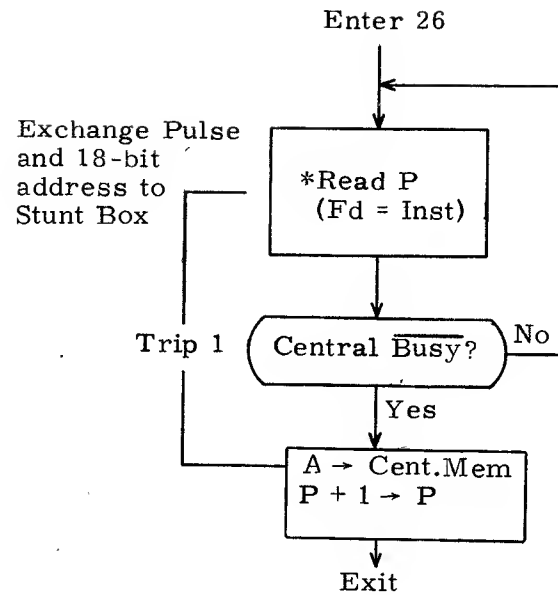 Enter 26
Exchange Pulse
and 18-bit
address to
Stunt Box
*Read P
(Fd = Inst)
Trip 1
Central B̅u̅s̅y̅?
No
Yes
A → Cent.Mem
P + 1 → P
Exit